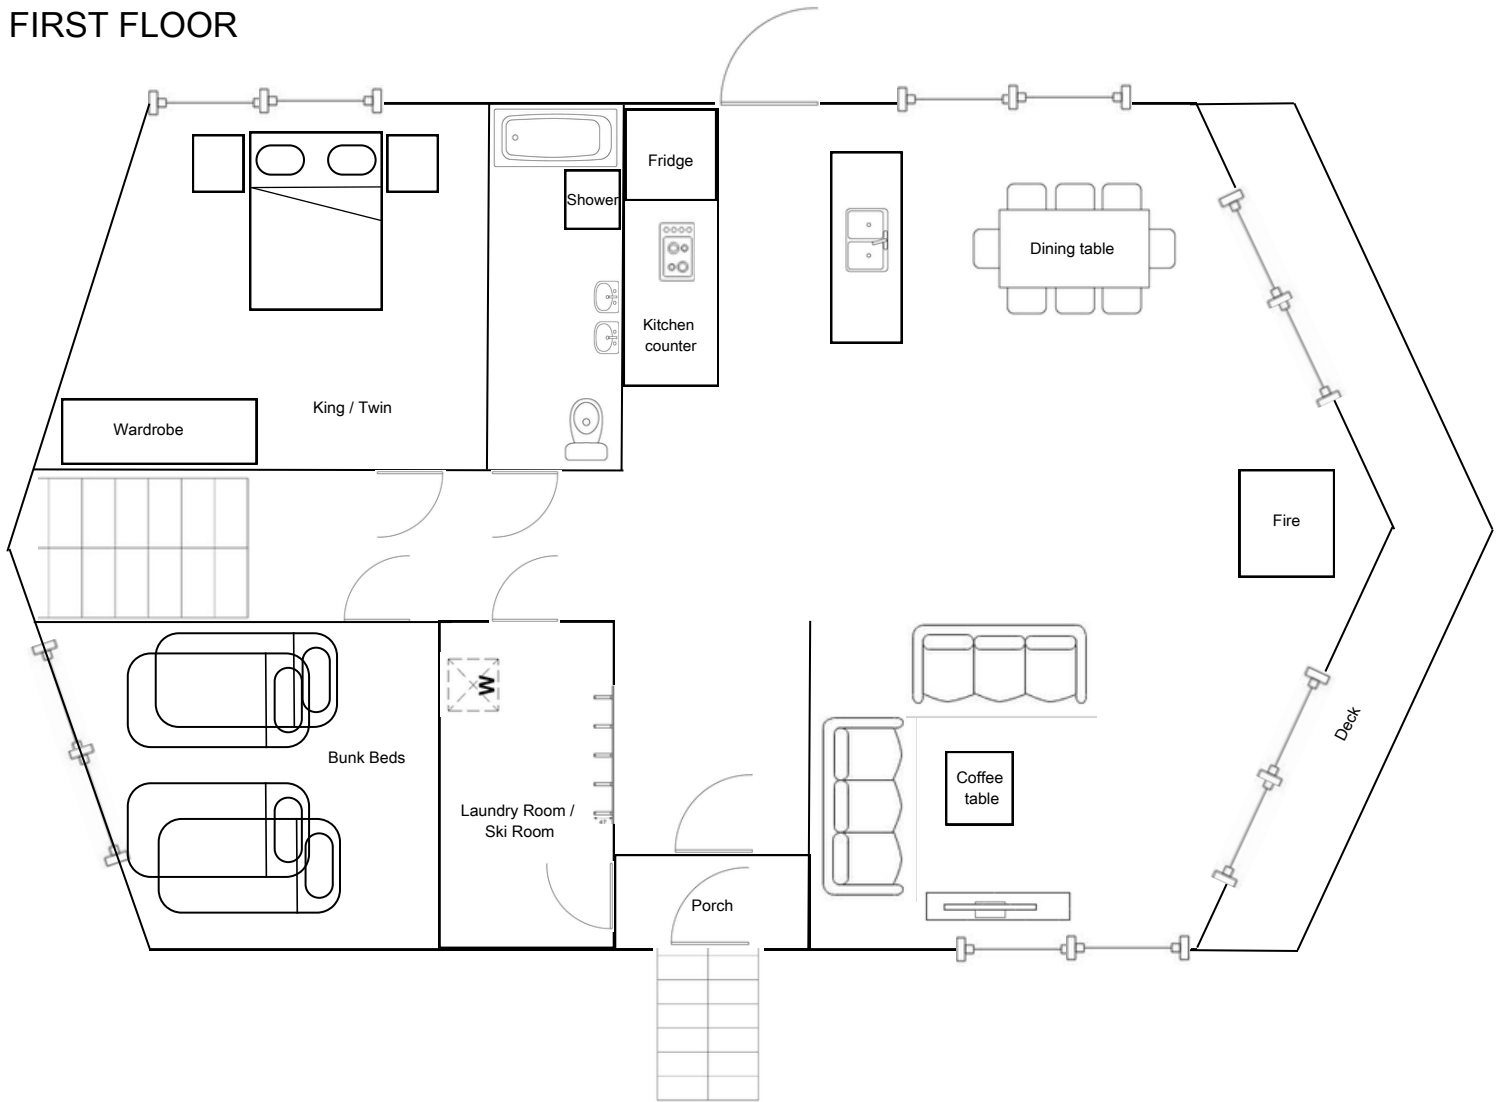 FIRST FLOOR
Fridge
Shower
Dining table
Kitchen
counter
King / Twin
Wardrobe
Fire
W
Bunk Beds
Deck
Coffee
table
Laundry Room /
Ski Room
Porch